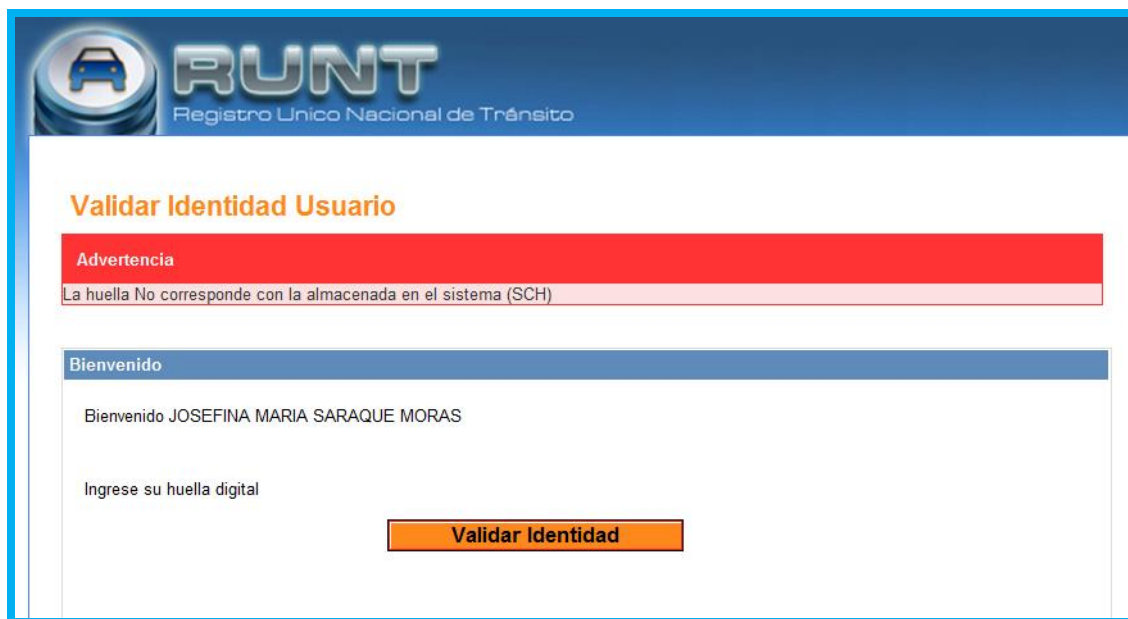 RUNT
Registro Unico Nacional de Tránsito
Validar Identidad Usuario
Advertencia
La huella No corresponde con la almacenada en el sistema (SCH)
Bienvenido
Bienvenido JOSEFINA MARIA SARAQUE MORAS
Ingrese su huella digital
Validar Identidad